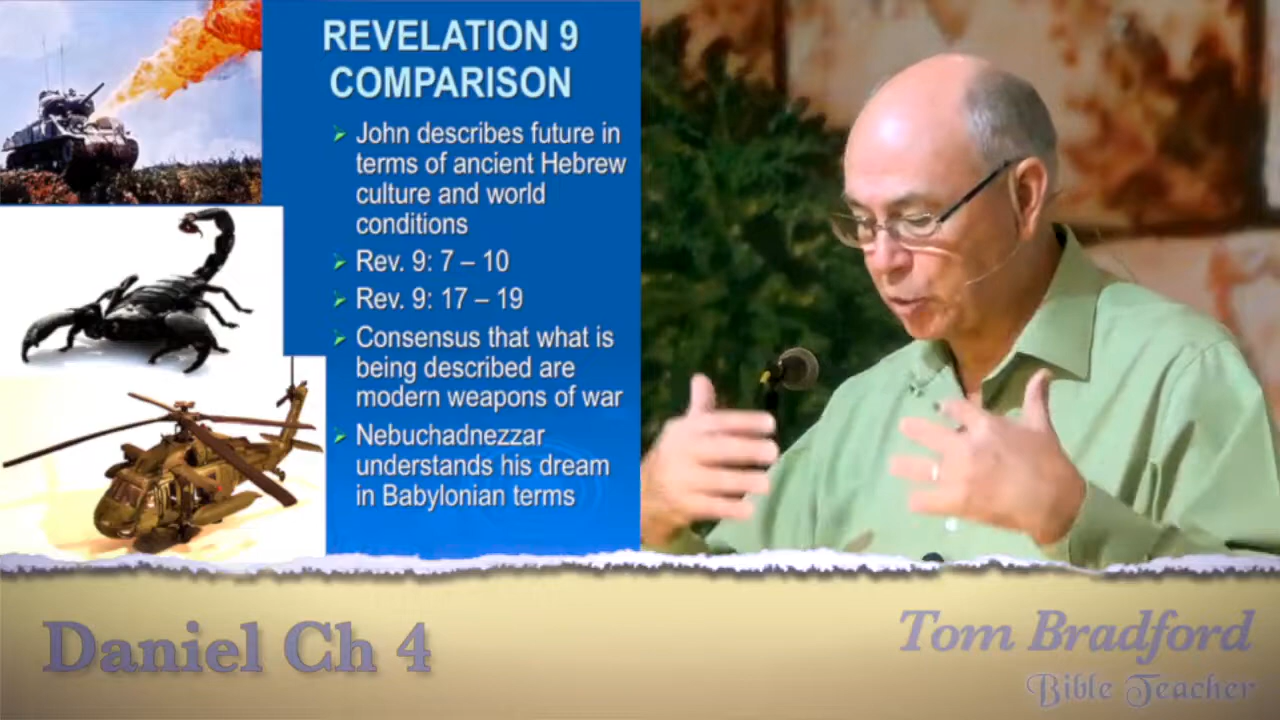 REVELATION 9
COMPARISON
➢ John describes future in
terms of ancient Hebrew
culture and world
conditions
➢ Rev. 9: 7 – 10
➢ Rev. 9: 17 – 19
➢ Consensus that what is
being described are
modern weapons of war
➢ Nebuchadnezzar
understands his dream
in Babylonian terms
Daniel Ch 4
Tom Bradford
Bible Teacher